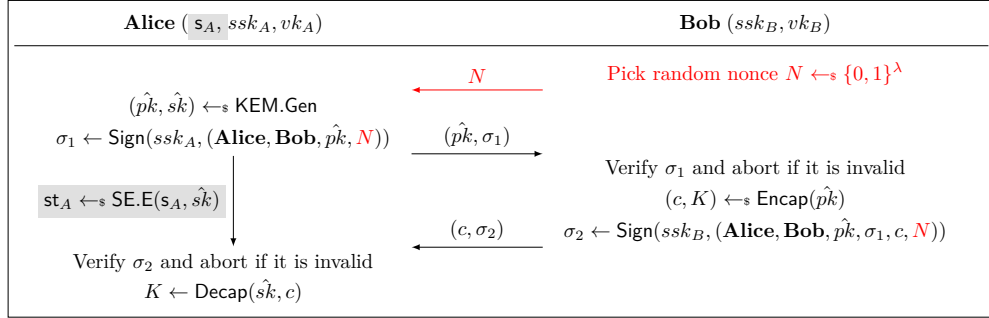 Alice ( s_A, ssk_A, vk_A)
Bob (ssk_B, vk_B)
N
Pick random nonce N ←$ {0, 1}^λ
(p̂k, ŝk) ←$ KEM.Gen
σ_1 ← Sign(ssk_A, (Alice, Bob, p̂k, N))
(p̂k, σ_1)
Verify σ_1 and abort if it is invalid
st_A ←$ SE.E(s_A, ŝk)
(c, K) ←$ Encap(p̂k)
(c, σ_2)
σ_2 ← Sign(ssk_B, (Alice, Bob, p̂k, σ_1, c, N))
Verify σ_2 and abort if it is invalid
K ← Decap(ŝk, c)